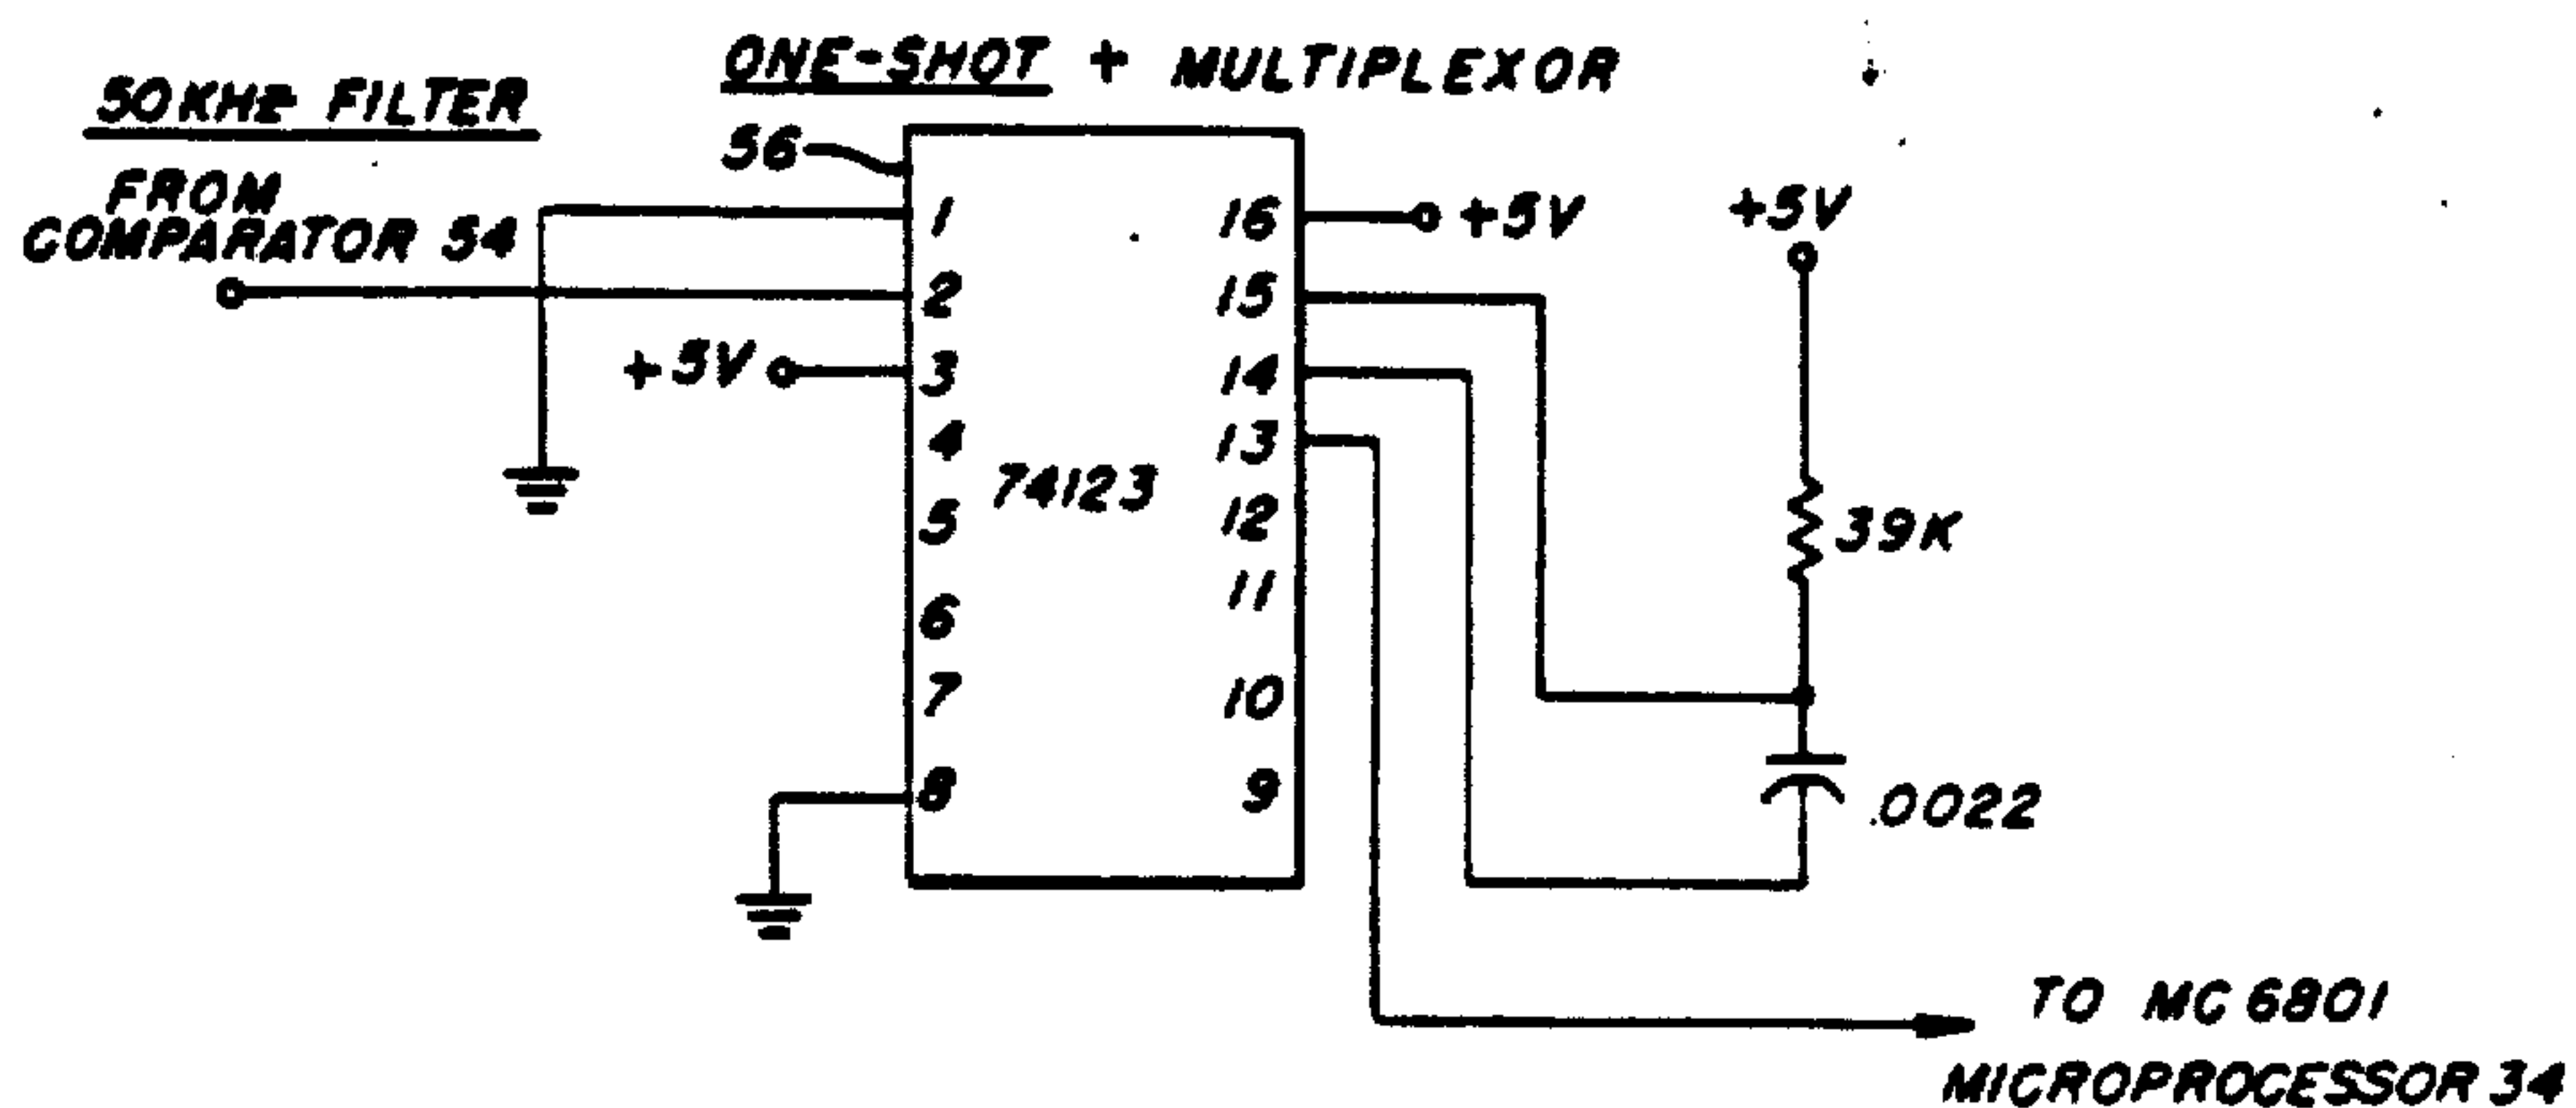 ONE-SHOT + MULTIPLEXOR
50KHz FILTER
56
FROM
COMPARATOR 54
+5V
1
2
3
4
5
6
7
8
74123
16
15
14
13
12
11
10
9
+5V
+5V
39K
.0022
TO MC 6801
MICROPROCESSOR 34